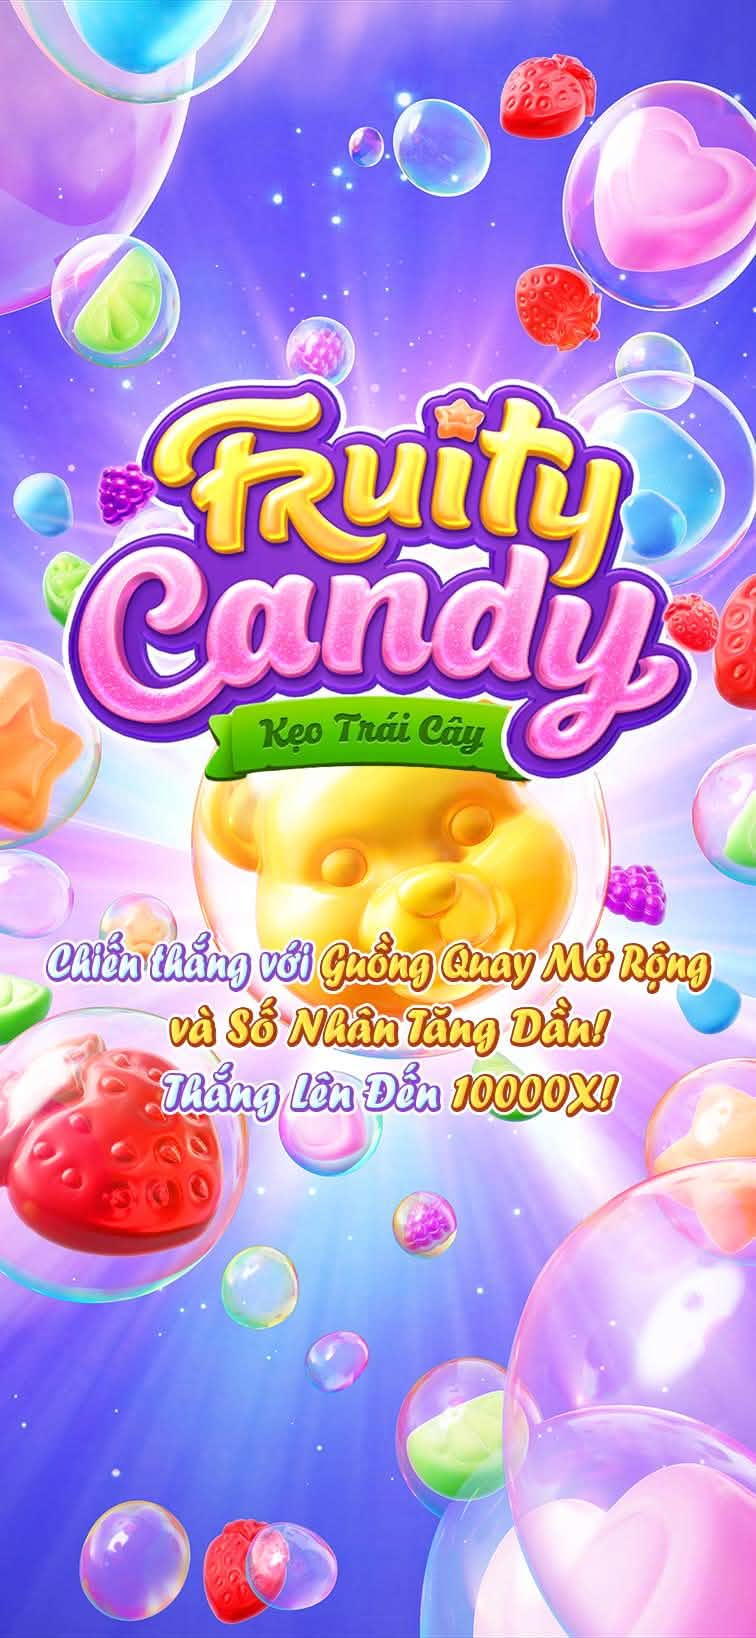 Fruity
Candy
Kẹo Trái Cây
Chiến thắng với Guồng Quay Mở Rộng
và Số Nhân Tăng Dần!
Thắng Lên Đến 10000X!